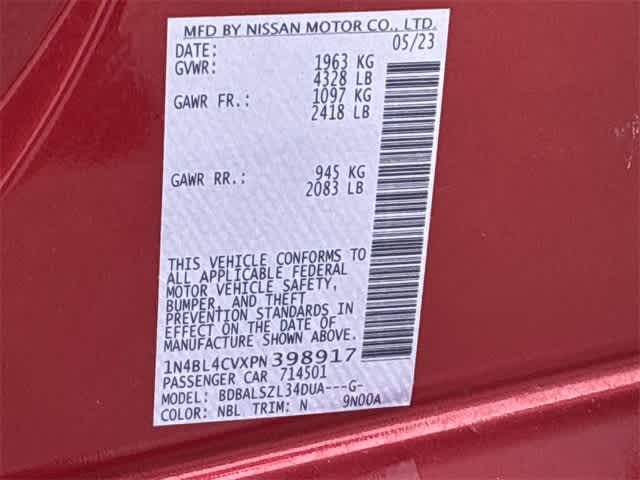 MFD BY NISSAN MOTOR CO., LTD.
DATE: 05/23
GVWR: 1963 KG
4328 LB
GAWR FR.: 1097 KG
2418 LB
GAWR RR.: 945 KG
2083 LB
THIS VEHICLE CONFORMS TO
ALL APPLICABLE FEDERAL
MOTOR VEHICLE SAFETY,
BUMPER, AND THEFT
PREVENTION STANDARDS IN
EFFECT ON THE DATE OF
MANUFACTURE SHOWN ABOVE.
1N4BL4CVXPN398917
PASSENGER CAR 714501
MODEL: BDBALSZL34DUA---G-
COLOR: NBL TRIM: N 9N00A